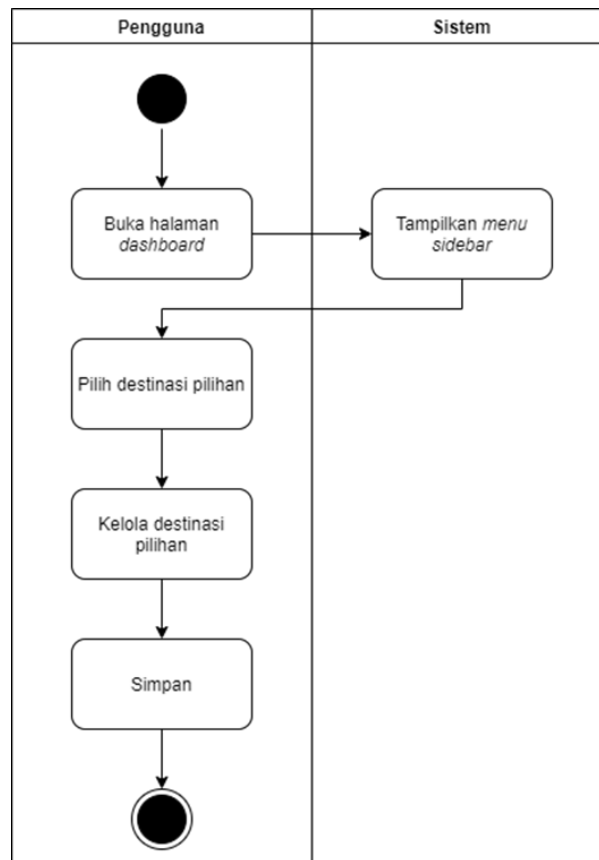 Pengguna
Sistem
Buka halaman
dashboard
Tampilkan menu
sidebar
Pilih destinasi pilihan
Kelola destinasi
pilihan
Simpan